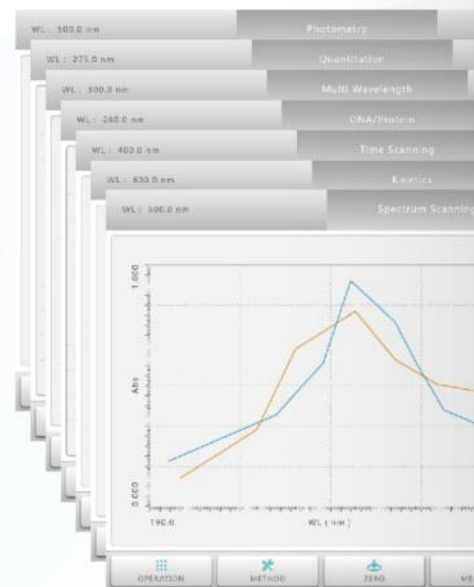 WL : 500.0 nm Photometry
WL : 275.0 nm Quantitation
WL : 300.0 nm Multi Wavelength
WL : 260.0 nm DNA/Protein
WL : 400.0 nm Time Scanning
WL : 600.0 nm Kinetics
WL : 600.0 nm Spectrum Scanning
1.000
Abs
0.000
190.0 WL ( nm )
OPERATION METHOD ZERO